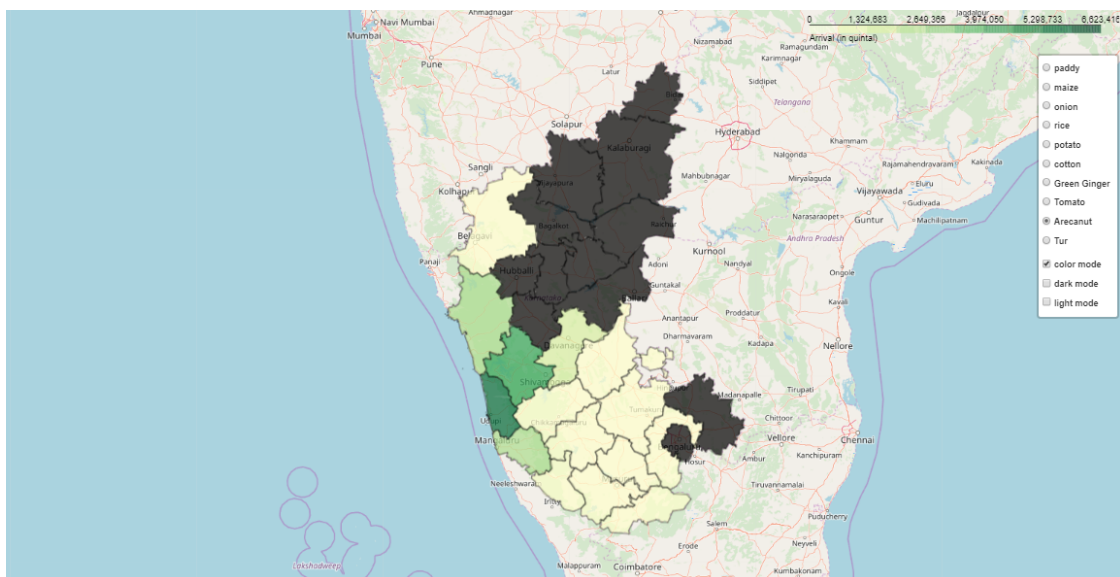 0 1,324,683 2,649,366 3,974,050 5,298,733 6,623,416
Arrival (in quintal)
paddy
maize
onion
rice
potato
cotton
Green Ginger
Tomato
Arecanut
Tur
color mode
dark mode
light mode
Ahmadnagar
Jagdalpur
Navi Mumbai
Mumbai
Nizamabad
Ramagundam
Karimnagar
Pune
Latur
Siddipet
Telangana
Solapur
Hyderabad
Kalaburagi
Khammam
Sangli
Nalgonda
Rajamahendravaram
Kakinada
Kolhapur
Mahbubnagar
Miryalaguda
Eluru
Vijayawada
Gudivada
Bagalkot
Raichur
Narasaraopet
Guntur
Machilipatnam
Belagavi
Andhra Pradesh
Kurnool
Panaji
Hubballi
Adoni
Nandyal
Ongole
Guntakal
Kavali
Anantapur
Proddatur
Davanagere
Dharmavaram
Kadapa
Nellore
Shivamogga
Madanapalle
Tirupati
Tumakuru
Udupi
Chikkamagaluru
Chittoor
Mangaluru
Vellore
Chennai
Hosur
Ambur
Kanchipuram
Neeleshwaram
Tiruvannamalai
Puducherry
Salem
Neyveli
Erode
Lakshadweep
Malappuram
Coimbatore
Kumbakonam